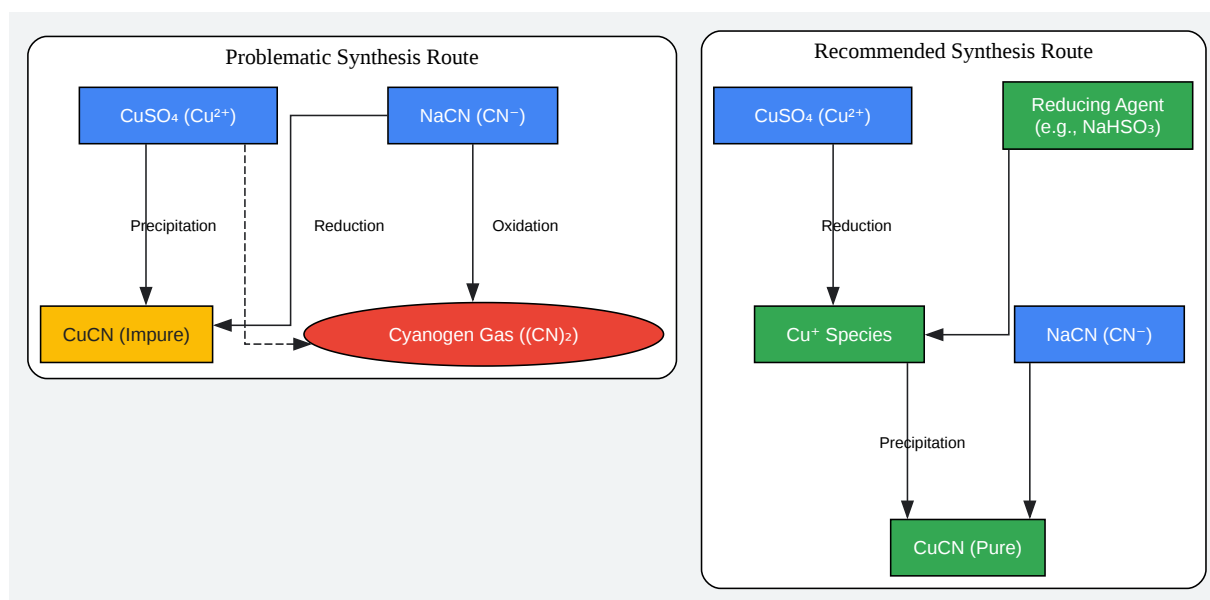 Problematic Synthesis Route
CuSO₄ (Cu²⁺)
NaCN (CN⁻)
Precipitation
Reduction
Oxidation
CuCN (Impure)
Cyanogen Gas ((CN)₂)
Recommended Synthesis Route
CuSO₄ (Cu²⁺)
Reducing Agent
(e.g., NaHSO₃)
Reduction
Cu⁺ Species
NaCN (CN⁻)
Precipitation
CuCN (Pure)